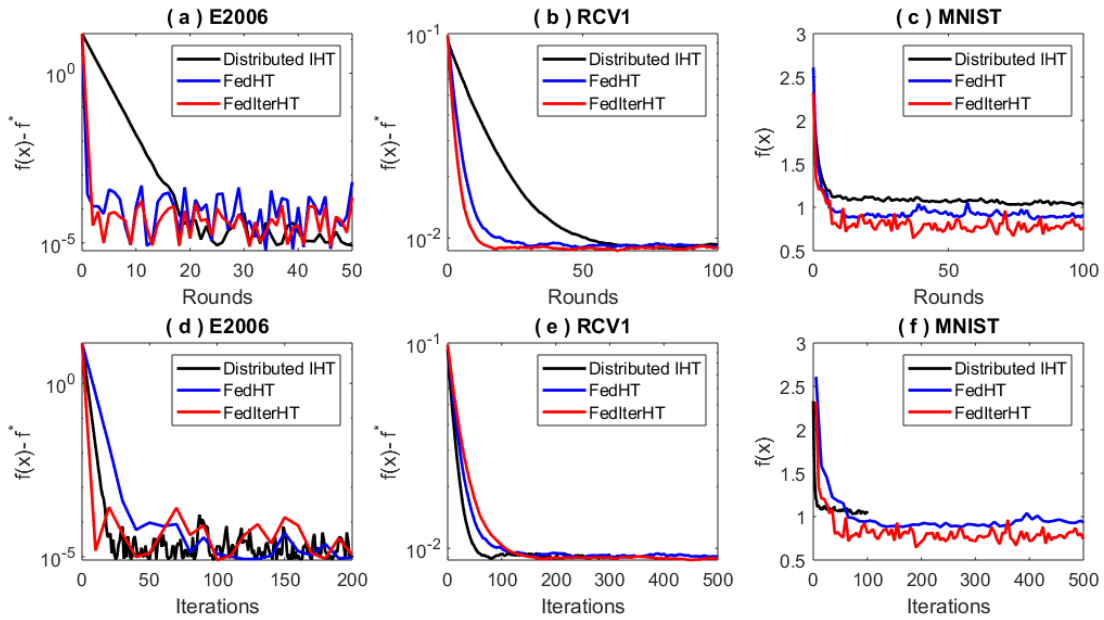 ( a ) E2006
f(x)- f*
10^0
10^-5
Distributed IHT
FedHT
FedIterHT
0 10 20 30 40 50
Rounds
( b ) RCV1
f(x)- f*
10^-1
10^-2
Distributed IHT
FedHT
FedIterHT
0 50 100
Rounds
( c ) MNIST
f(x)
3
2.5
2
1.5
1
0.5
Distributed IHT
FedHT
FedIterHT
0 50 100
Rounds
( d ) E2006
f(x)- f*
10^0
10^-5
Distributed IHT
FedHT
FedIterHT
0 50 100 150 200
Iterations
( e ) RCV1
f(x)- f*
10^-1
10^-2
Distributed IHT
FedHT
FedIterHT
0 100 200 300 400 500
Iterations
( f ) MNIST
f(x)
3
2.5
2
1.5
1
0.5
Distributed IHT
FedHT
FedIterHT
0 100 200 300 400 500
Iterations